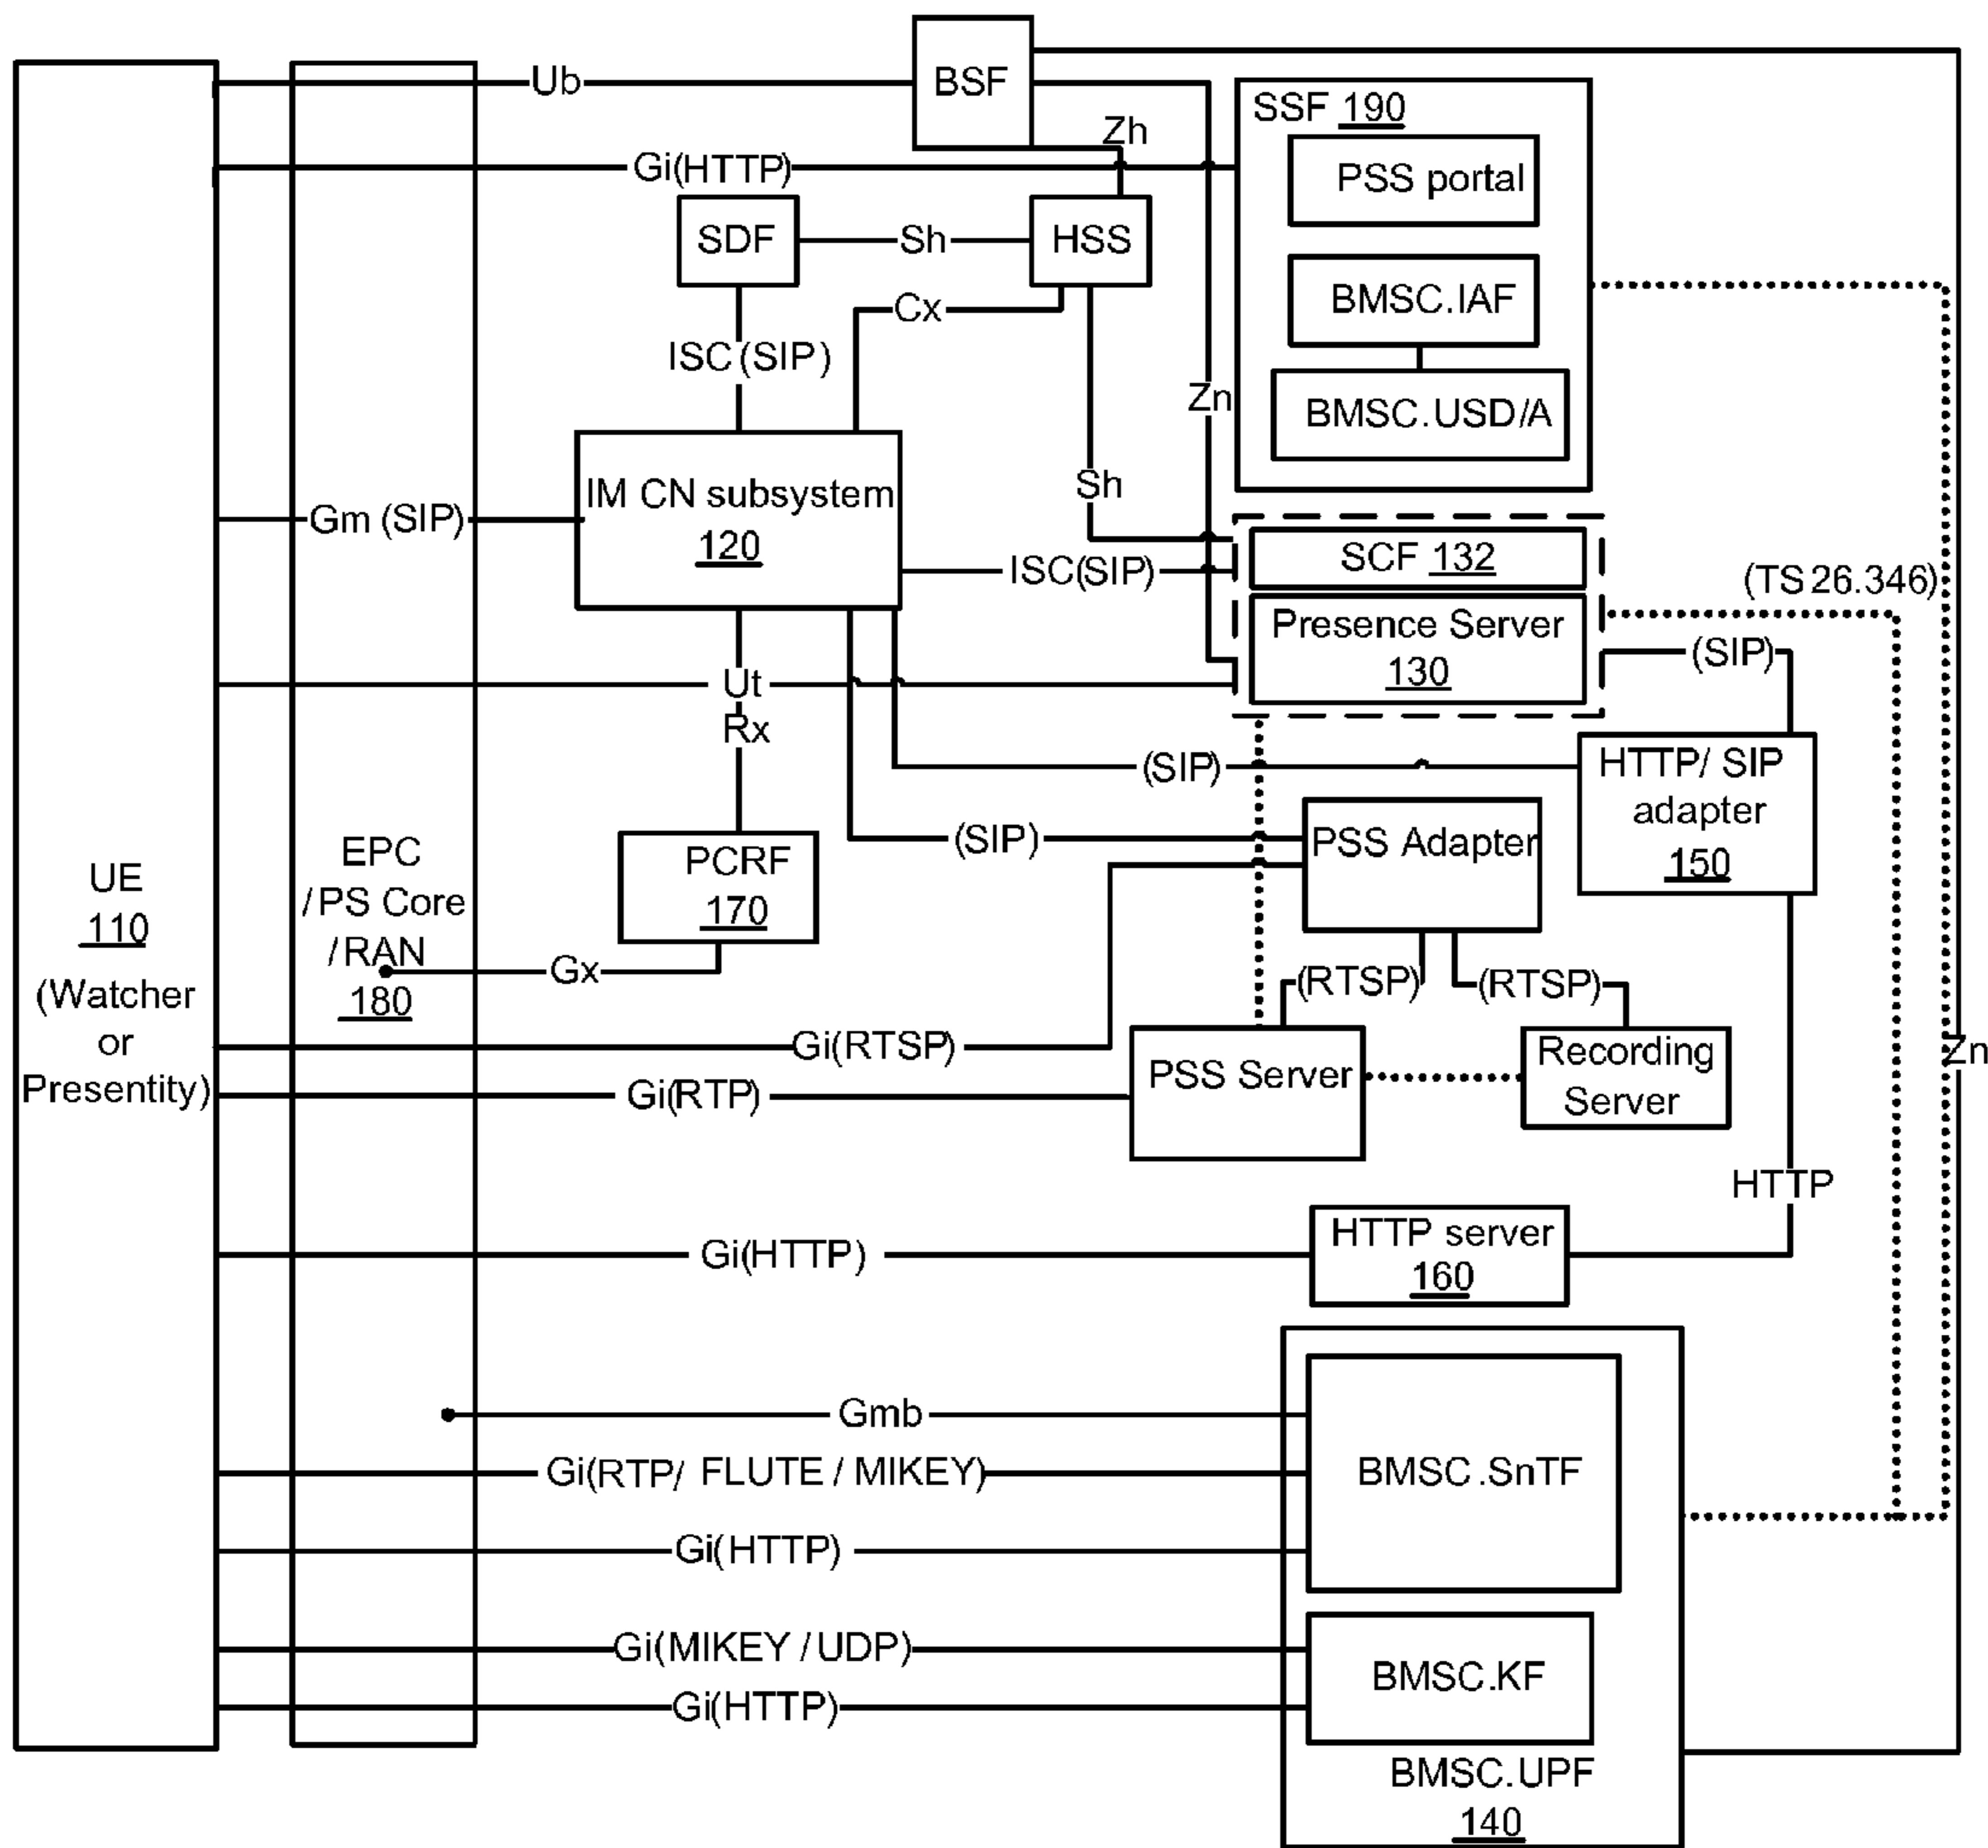 BSF
Ub
Zh
SSF 190
PSS portal
Gi(HTTP)
SDF
Sh
HSS
BMSC.IAF
Cx
ISC (SIP)
Zn
BMSC.USD/A
IM CN subsystem
120
Sh
Gm (SIP)
ISC(SIP)
SCF 132
(TS 26.346)
Presence Server
130
(SIP)
Ut
Rx
(SIP)
HTTP/ SIP
adapter
150
(SIP)
PSS Adapter
PCRF
170
EPC
/PS Core
/RAN
180
UE
110
(Watcher
or
Presentity)
Gx
(RTSP)
(RTSP)
Gi(RTSP)
Gi(RTP)
PSS Server
Recording
Server
Zn
HTTP
Gi(HTTP)
HTTP server
160
Gmb
Gi(RTP/ FLUTE / MIKEY)
BMSC .SnTF
Gi(HTTP)
Gi(MIKEY / UDP)
BMSC.KF
Gi(HTTP)
BMSC.UPF
140